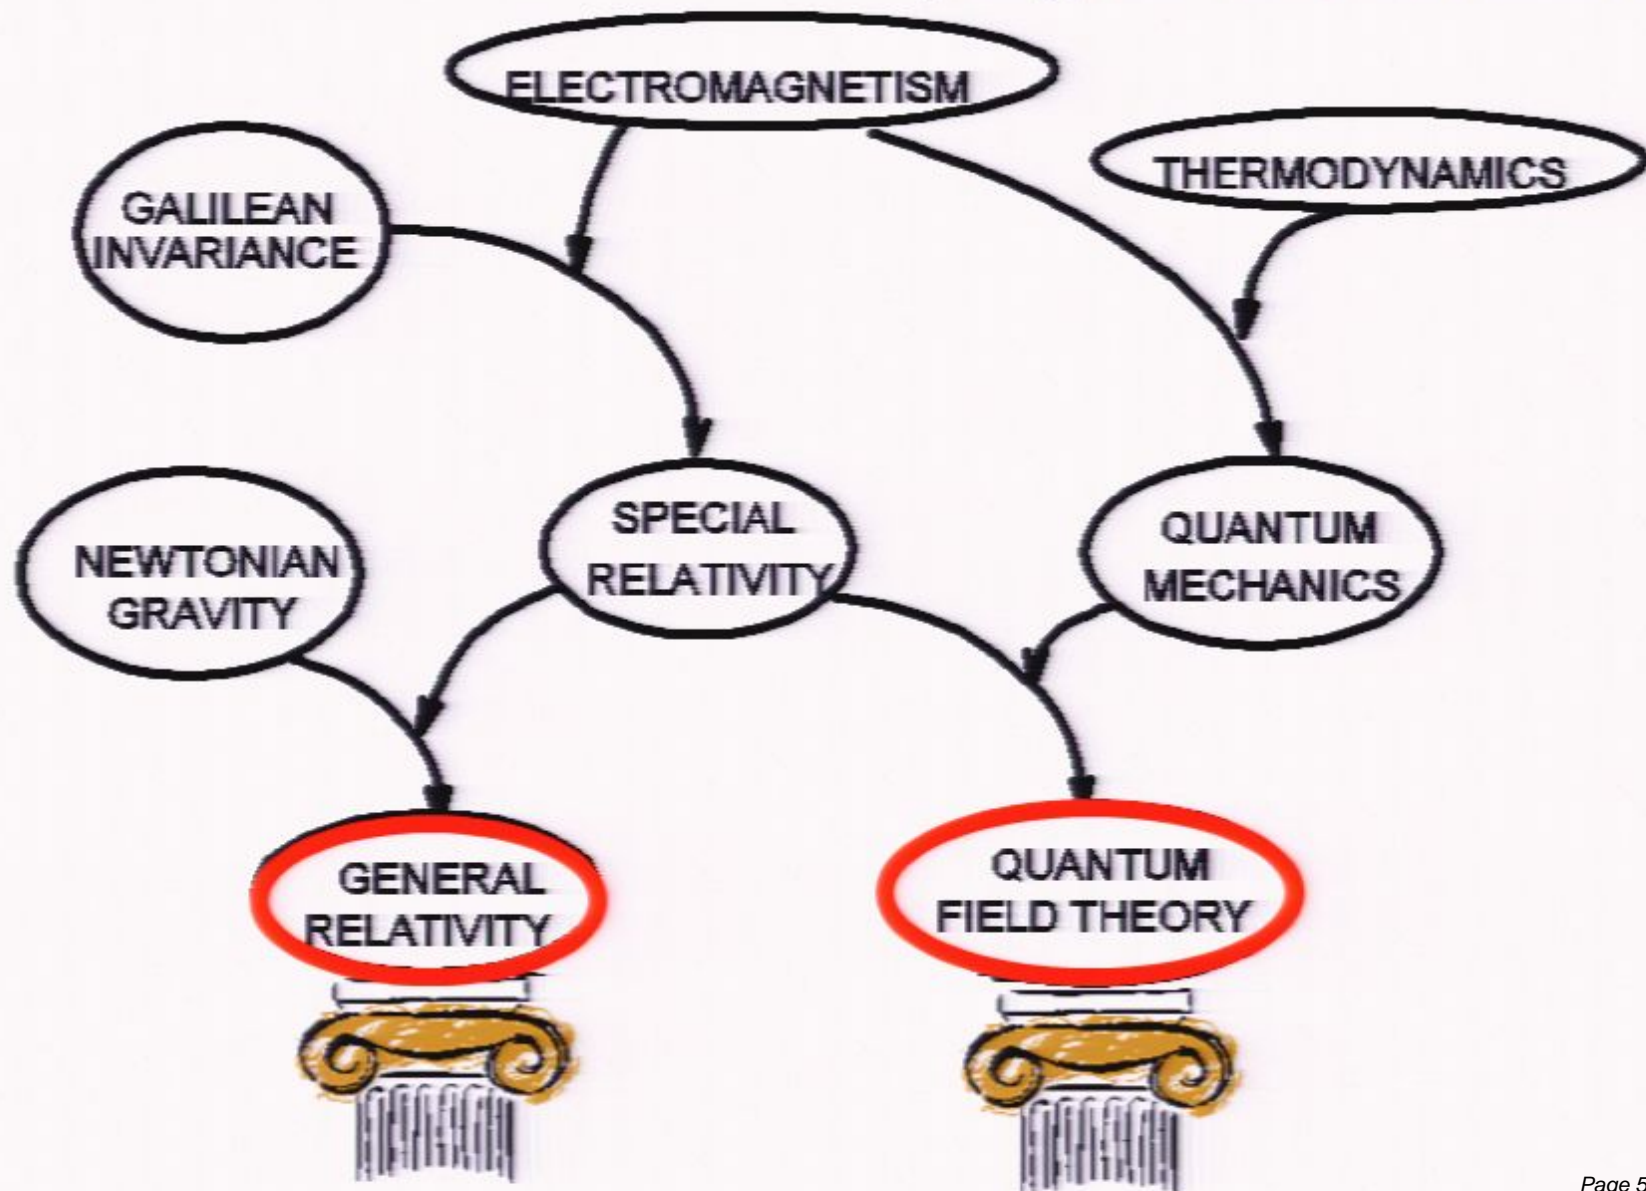 ELECTROMAGNETISM
THERMODYNAMICS
GALILEAN
INVARIANCE
NEWTONIAN
GRAVITY
SPECIAL
RELATIVITY
QUANTUM
MECHANICS
GENERAL
RELATIVITY
QUANTUM
FIELD THEORY
Page 5